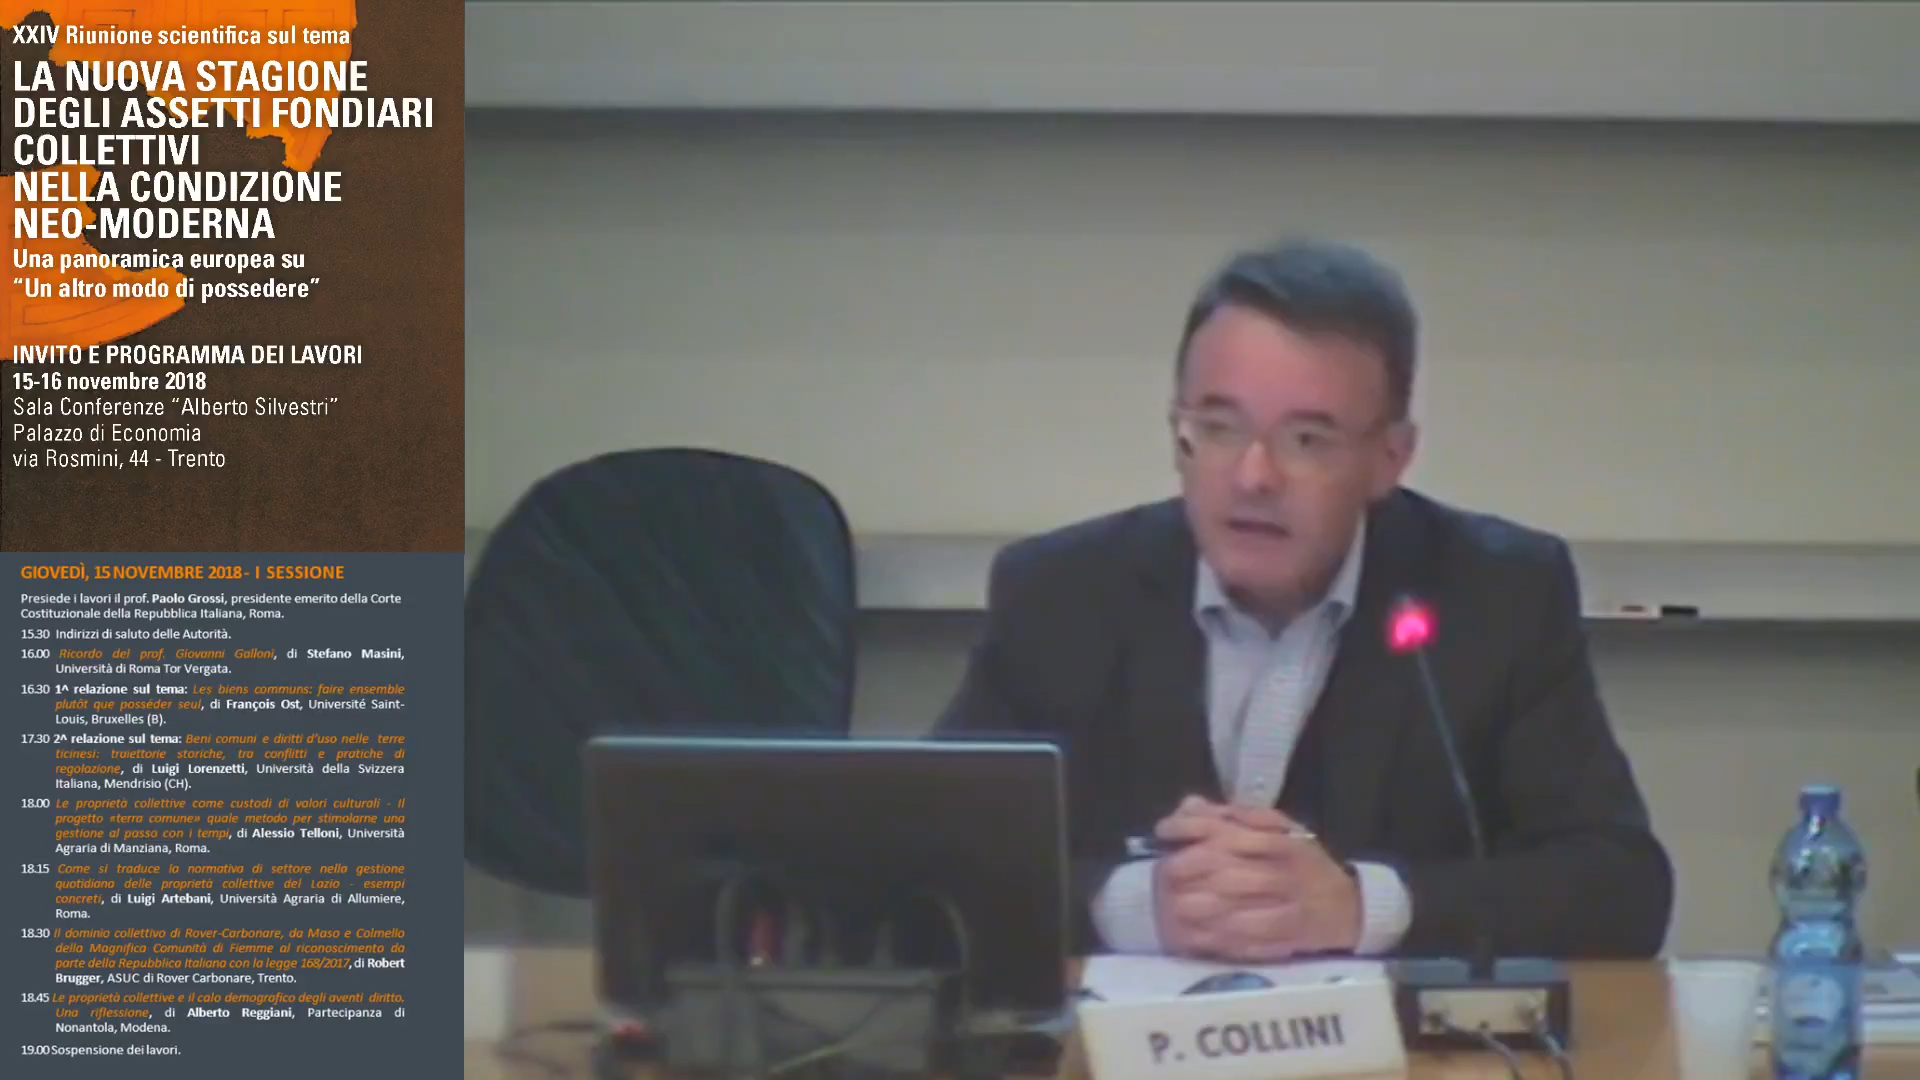 XXIV Riunione scientifica sul tema
LA NUOVA STAGIONE
DEGLI ASSETTI FONDIARI
COLLETTIVI
NELLA CONDIZIONE
NEO-MODERNA
Una panoramica europea su
“Un altro modo di possedere”
INVITO E PROGRAMMA DEI LAVORI
15-16 novembre 2018
Sala Conferenze “Alberto Silvestri”
Palazzo di Economia
via Rosmini, 44 - Trento
GIOVEDÌ, 15 NOVEMBRE 2018 - I SESSIONE
Presiede i lavori il prof. Paolo Grossi, presidente emerito della Corte
Costituzionale della Repubblica Italiana, Roma.
15.30 Indirizzi di saluto delle Autorità.
16.00 Ricordo del prof. Giovanni Galloni, di Stefano Masini,
Università di Roma Tor Vergata.
16.30 1^ relazione sul tema: Les biens communs: faire ensemble
plutôt que posséder seul, di François Ost, Université Saint-
Louis, Bruxelles (B).
17.30 2^ relazione sul tema: Beni comuni e diritti d'uso nelle terre
ticinesi: traiettorie storiche, tra conflitti e pratiche di
regolazione, di Luigi Lorenzetti, Università della Svizzera
Italiana, Mendrisio (CH).
18.00 Le proprietà collettive come custodi di valori culturali - Il
progetto «terra comune» quale metodo per stimolarne una
gestione al passo con i tempi, di Alessio Telloni, Università
Agraria di Manziana, Roma.
18.15 Come si traduce la normativa di settore nella gestione
quotidiana delle proprietà collettive del Lazio - esempi
concreti, di Luigi Artebani, Università Agraria di Allumiere,
Roma.
18.30 Il dominio collettivo di Rover-Carbonare, da Maso e Colmello
della Magnifica Comunità di Fiemme al riconoscimento da
parte della Repubblica Italiana con la legge 168/2017, di Robert
Brugger, ASUC di Rover Carbonare, Trento.
18.45 Le proprietà collettive e il calo demografico degli aventi diritto.
Una riflessione, di Alberto Reggiani, Partecipanza di
Nonantola, Modena.
19.00 Sospensione dei lavori.
P. COLLINI